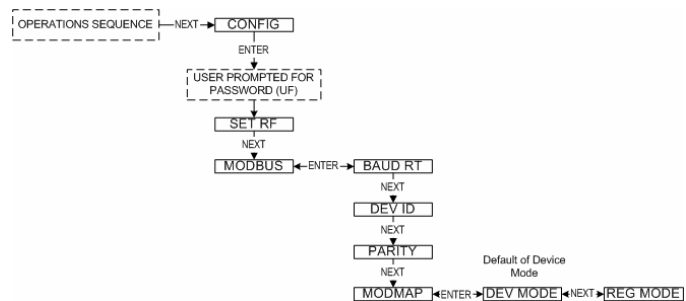 OPERATIONS SEQUENCE
NEXT
CONFIG
ENTER
USER PROMPTED FOR
PASSWORD (UF)
SET RF
NEXT
MODBUS
ENTER
BAUD RT
NEXT
DEV ID
NEXT
PARITY
NEXT
Default of Device
Mode
MODMAP
ENTER
DEV MODE
NEXT
REG MODE